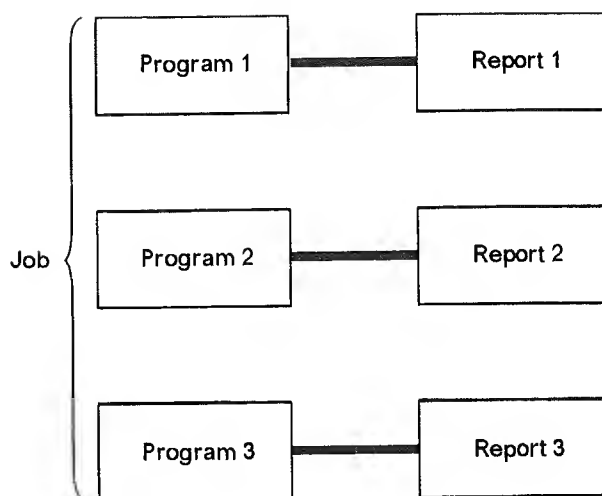 Program 1
Report 1
Job
Program 2
Report 2
Program 3
Report 3